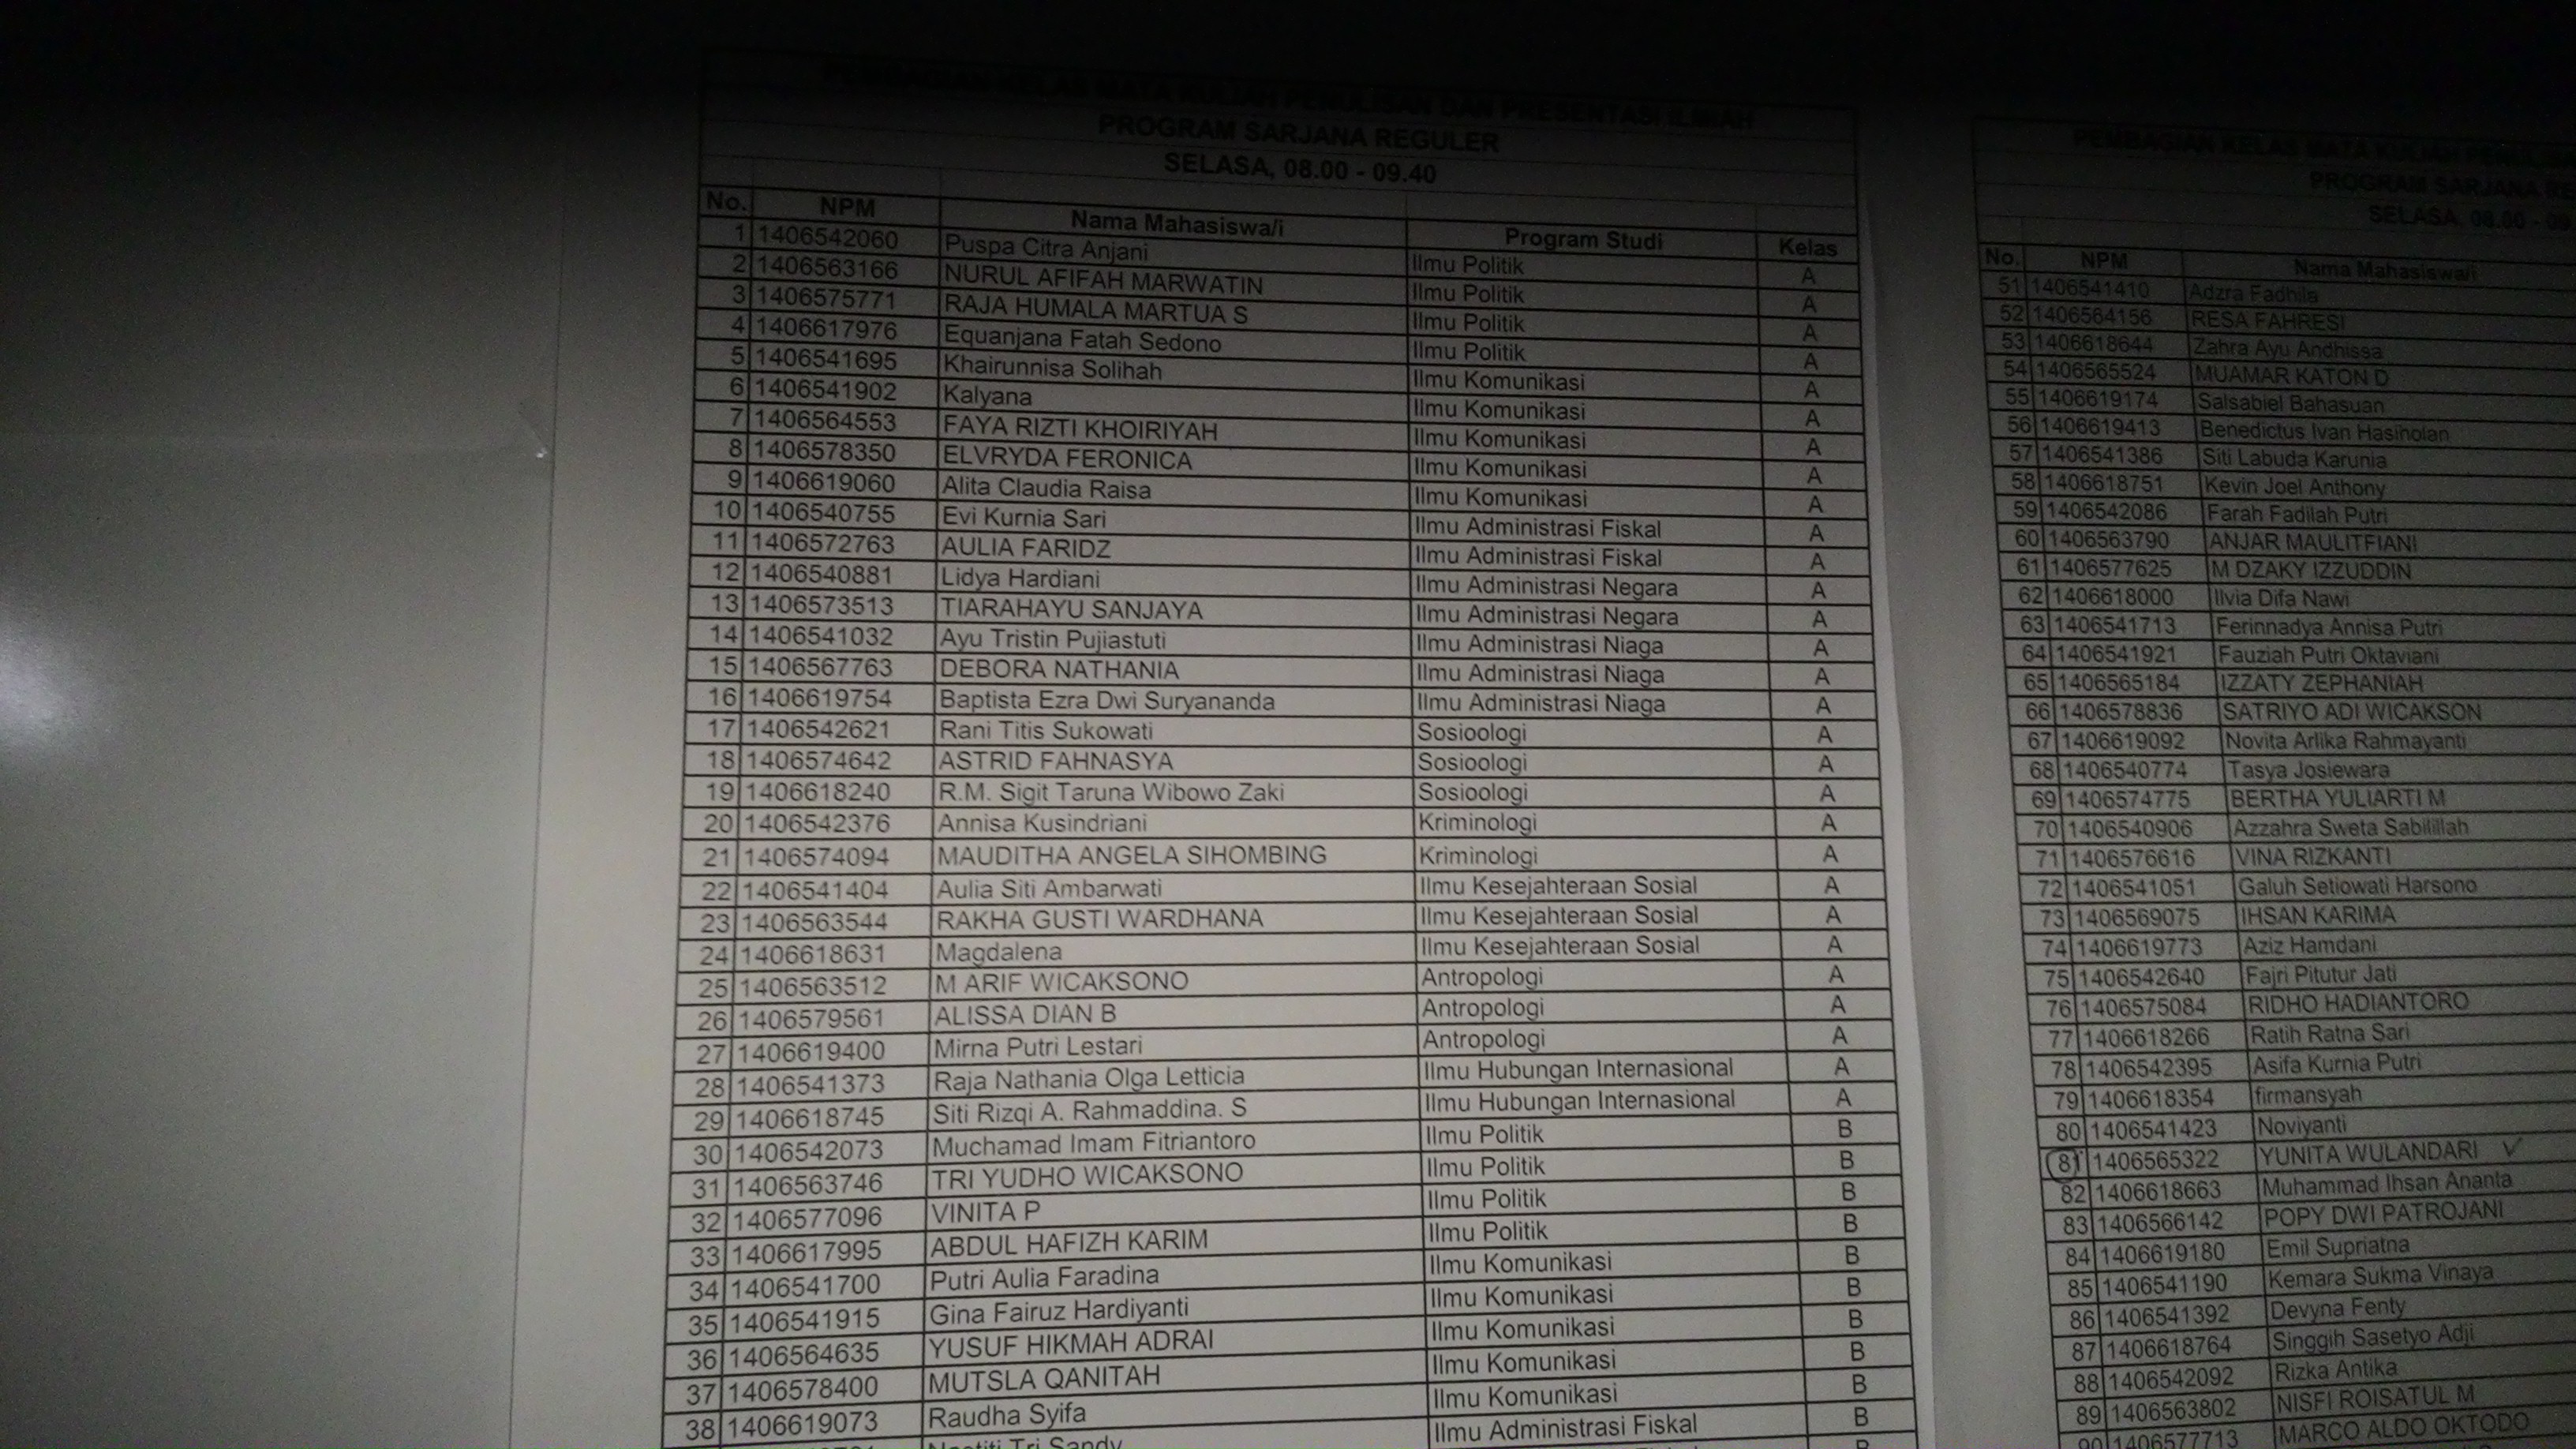 PEMBAGIAN KELAS MATA KULIAH PENULISAN DAN PRESENTASI ILMIAH
PROGRAM SARJANA REGULER
SELASA, 08.00 - 09.40
No. NPM Nama Mahasiswa/i Program Studi Kelas
1 1406542060 Puspa Citra Anjani Ilmu Politik A
2 1406563166 NURUL AFIFAH MARWATIN Ilmu Politik A
3 1406575771 RAJA HUMALA MARTUA S Ilmu Politik A
4 1406617976 Equanjana Fatah Sedono Ilmu Politik A
5 1406541695 Khairunnisa Solihah Ilmu Komunikasi A
6 1406541902 Kalyana Ilmu Komunikasi A
7 1406564553 FAYA RIZTI KHOIRIYAH Ilmu Komunikasi A
8 1406578350 ELVRYDA FERONICA Ilmu Komunikasi A
9 1406619060 Alita Claudia Raisa Ilmu Komunikasi A
10 1406540755 Evi Kurnia Sari Ilmu Administrasi Fiskal A
11 1406572763 AULIA FARIDZ Ilmu Administrasi Fiskal A
12 1406540881 Lidya Hardiani Ilmu Administrasi Negara A
13 1406573513 TIARAHAYU SANJAYA Ilmu Administrasi Negara A
14 1406541032 Ayu Tristin Pujiastuti Ilmu Administrasi Niaga A
15 1406567763 DEBORA NATHANIA Ilmu Administrasi Niaga A
16 1406619754 Baptista Ezra Dwi Suryananda Ilmu Administrasi Niaga A
17 1406542621 Rani Titis Sukowati Sosioologi A
18 1406574642 ASTRID FAHNASYA Sosioologi A
19 1406618240 R.M. Sigit Taruna Wibowo Zaki Sosioologi A
20 1406542376 Annisa Kusindriani Kriminologi A
21 1406574094 MAUDITHA ANGELA SIHOMBING Kriminologi A
22 1406541404 Aulia Siti Ambarwati Ilmu Kesejahteraan Sosial A
23 1406563544 RAKHA GUSTI WARDHANA Ilmu Kesejahteraan Sosial A
24 1406618631 Magdalena Ilmu Kesejahteraan Sosial A
25 1406563512 M ARIF WICAKSONO Antropologi A
26 1406579561 ALISSA DIAN B Antropologi A
27 1406619400 Mirna Putri Lestari Antropologi A
28 1406541373 Raja Nathania Olga Letticia Ilmu Hubungan Internasional A
29 1406618745 Siti Rizqi A. Rahmaddina. S Ilmu Hubungan Internasional A
30 1406542073 Muchamad Imam Fitriantoro Ilmu Politik B
31 1406563746 TRI YUDHO WICAKSONO Ilmu Politik B
32 1406577096 VINITA P Ilmu Politik B
33 1406617995 ABDUL HAFIZH KARIM Ilmu Politik B
34 1406541700 Putri Aulia Faradina Ilmu Komunikasi B
35 1406541915 Gina Fairuz Hardiyanti Ilmu Komunikasi B
36 1406564635 YUSUF HIKMAH ADRAI Ilmu Komunikasi B
37 1406578400 MUTSLA QANITAH Ilmu Komunikasi B
38 1406619073 Raudha Syifa Ilmu Komunikasi B
Tri Sandy Ilmu Administrasi Fiskal B
PEMBAGIAN KELAS MATA KULIAH
PROGRAM SARJANA
SELASA, 08.00 - 09
No. NPM Nama Mahasiswa/i
51 1406541410 Adzra Fadhila
52 1406564156 RESA FAHRESI
53 1406618644 Zahra Ayu Andhissa
54 1406565524 MUAMAR KATON D
55 1406619174 Salsabiel Bahasuan
56 1406619413 Benedictus Ivan Hasiholan
57 1406541386 Siti Labuda Karunia
58 1406618751 Kevin Joel Anthony
59 1406542086 Farah Fadilah Putri
60 1406563790 ANJAR MAULITFIANI
61 1406577625 M DZAKY IZZUDDIN
62 1406618000 Ilvia Difa Nawi
63 1406541713 Ferinnadya Annisa Putri
64 1406541921 Fauziah Putri Oktaviani
65 1406565184 IZZATY ZEPHANIAH
66 1406578836 SATRIYO ADI WICAKSON
67 1406619092 Novita Arlika Rahmayanti
68 1406540774 Tasya Josiewara
69 1406574775 BERTHA YULIARTI M
70 1406540906 Azzahra Sweta Sabilillah
71 1406576616 VINA RIZKANTI
72 1406541051 Galuh Setiowati Harsono
73 1406569075 IHSAN KARIMA
74 1406619773 Aziz Hamdani
75 1406542640 Fajri Pitutur Jati
76 1406575084 RIDHO HADIANTORO
77 1406618266 Ratih Ratna Sari
78 1406542395 Asifa Kurnia Putri
79 1406618354 firmansyah
80 1406541423 Noviyanti
81 1406565322 YUNITA WULANDARI ✓
82 1406618663 Muhammad Ihsan Ananta
83 1406566142 POPY DWI PATROJANI
84 1406619180 Emil Supriatna
85 1406541190 Kemara Sukma Vinaya
86 1406541392 Devyna Fenty
87 1406618764 Singgih Sasetyo Adji
88 1406542092 Rizka Antika
89 1406563802 NISFI ROISATUL M
90 1406577713 MARCO ALDO OKTODO